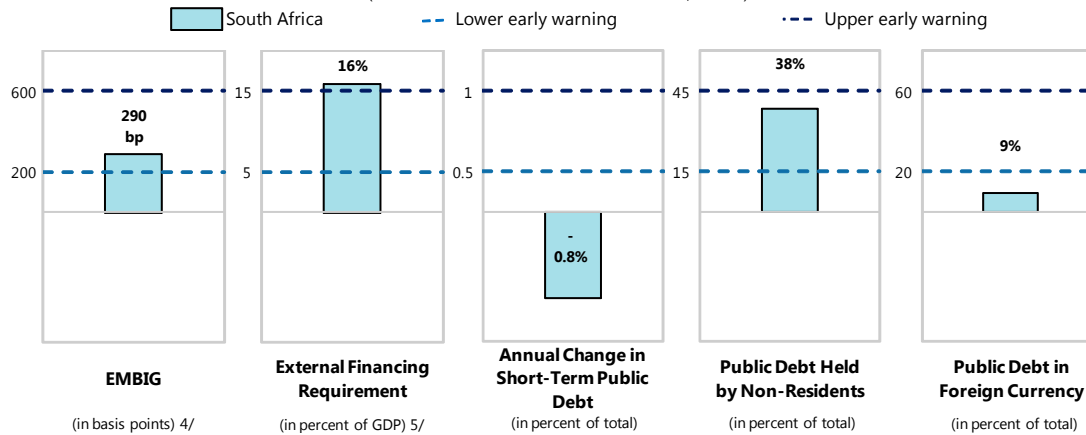 South Africa
Lower early warning
Upper early warning
600
200
290
bp
EMBIG
(in basis points) 4/
15
5
16%
External Financing
Requirement
(in percent of GDP) 5/
1
0.5
-
0.8%
Annual Change in
Short-Term Public
Debt
(in percent of total)
45
15
38%
Public Debt Held
by Non-Residents
(in percent of total)
60
20
9%
Public Debt in
Foreign Currency
(in percent of total)